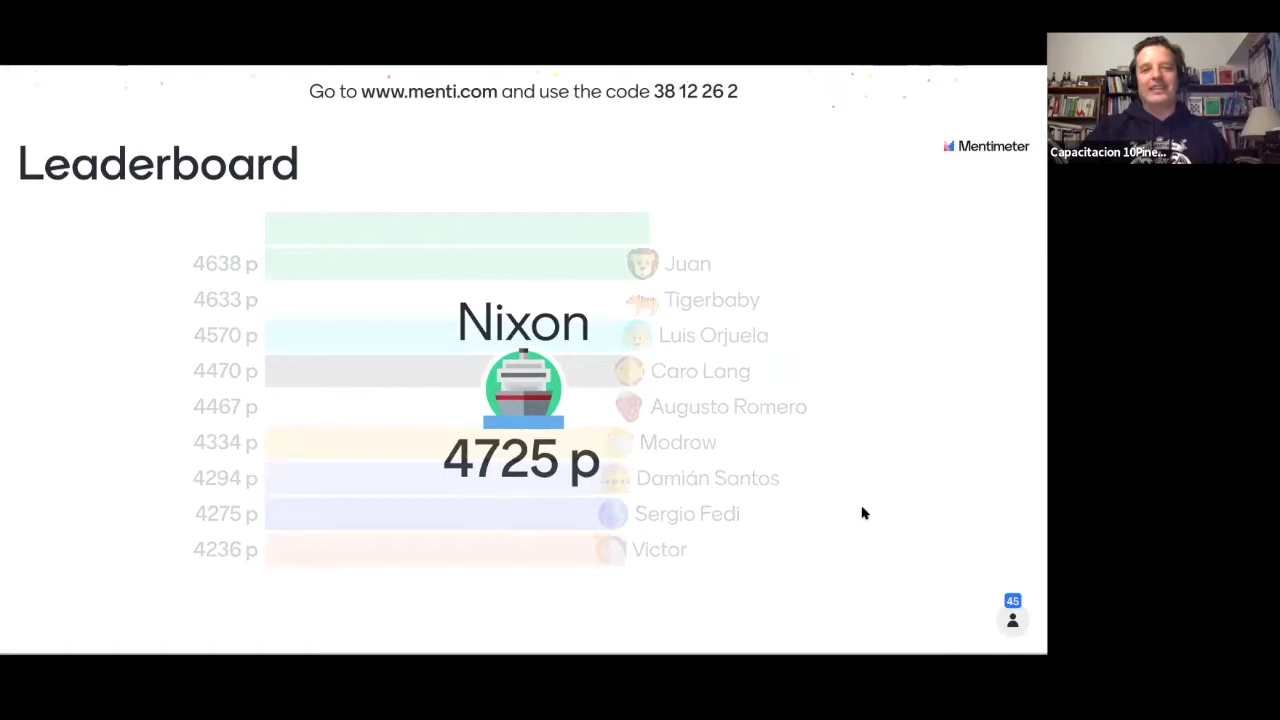 Go to www.menti.com and use the code 38 12 26 2
Leaderboard
Mentimeter
Capacitacion 10Pine...
4638 p Juan
4633 p Tigerbaby
Nixon
4570 p Luis Orjuela
4470 p Caro Lang
4467 p Augusto Romero
4334 p Modrow
4725 p
4294 p Damián Santos
4275 p Sergio Fedi
4236 p Victor
45